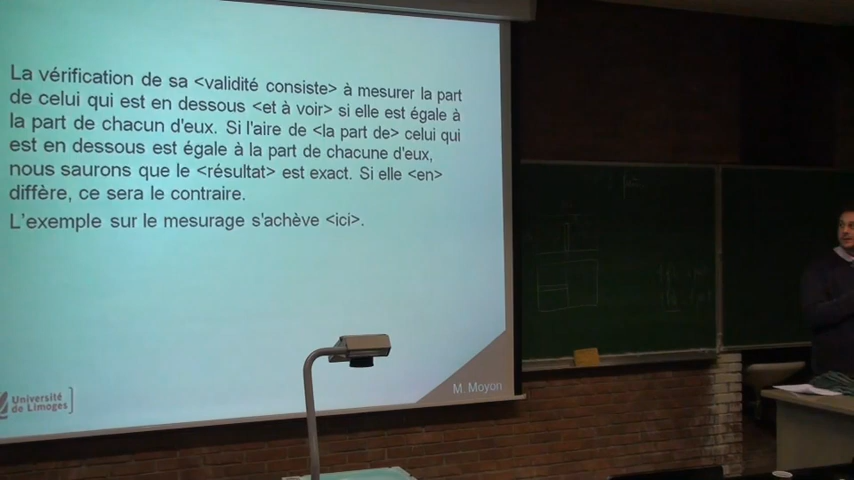 La vérification de sa <validité consiste> à mesurer la part
de celui qui est en dessous <et à voir> si elle est égale à
la part de chacun d'eux. Si l'aire de <la part de> celui qui
est en dessous est égale à la part de chacune d'eux,
nous saurons que le <résultat> est exact. Si elle <en>
diffère, ce sera le contraire.
L'exemple sur le mesurage s'achève <ici>.
Université
de Limoges
M. Moyon